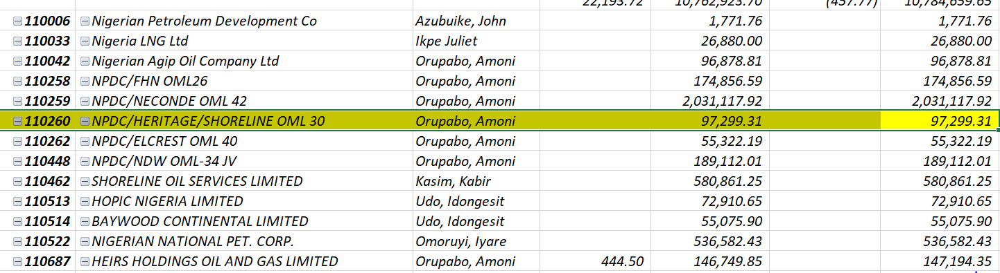 22,193.72 10,762,923.70 (457.77) 10,784,659.65
110006 Nigerian Petroleum Development Co Azubuike, John 1,771.76 1,771.76
110033 Nigeria LNG Ltd Ikpe Juliet 26,880.00 26,880.00
110042 Nigerian Agip Oil Company Ltd Orupabo, Amoni 96,878.81 96,878.81
110258 NPDC/FHN OML26 Orupabo, Amoni 174,856.59 174,856.59
110259 NPDC/NECONDE OML 42 Orupabo, Amoni 2,031,117.92 2,031,117.92
110260 NPDC/HERITAGE/SHORELINE OML 30 Orupabo, Amoni 97,299.31 97,299.31
110262 NPDC/ELCREST OML 40 Orupabo, Amoni 55,322.19 55,322.19
110448 NPDC/NDW OML-34 JV Orupabo, Amoni 189,112.01 189,112.01
110462 SHORELINE OIL SERVICES LIMITED Kasim, Kabir 580,861.25 580,861.25
110513 HOPIC NIGERIA LIMITED Udo, Idongesit 72,910.65 72,910.65
110514 BAYWOOD CONTINENTAL LIMITED Udo, Idongesit 55,075.90 55,075.90
110522 NIGERIAN NATIONAL PET. CORP. Omoruyi, Iyare 536,582.43 536,582.43
110687 HEIRS HOLDINGS OIL AND GAS LIMITED Orupabo, Amoni 444.50 146,749.85 147,194.35